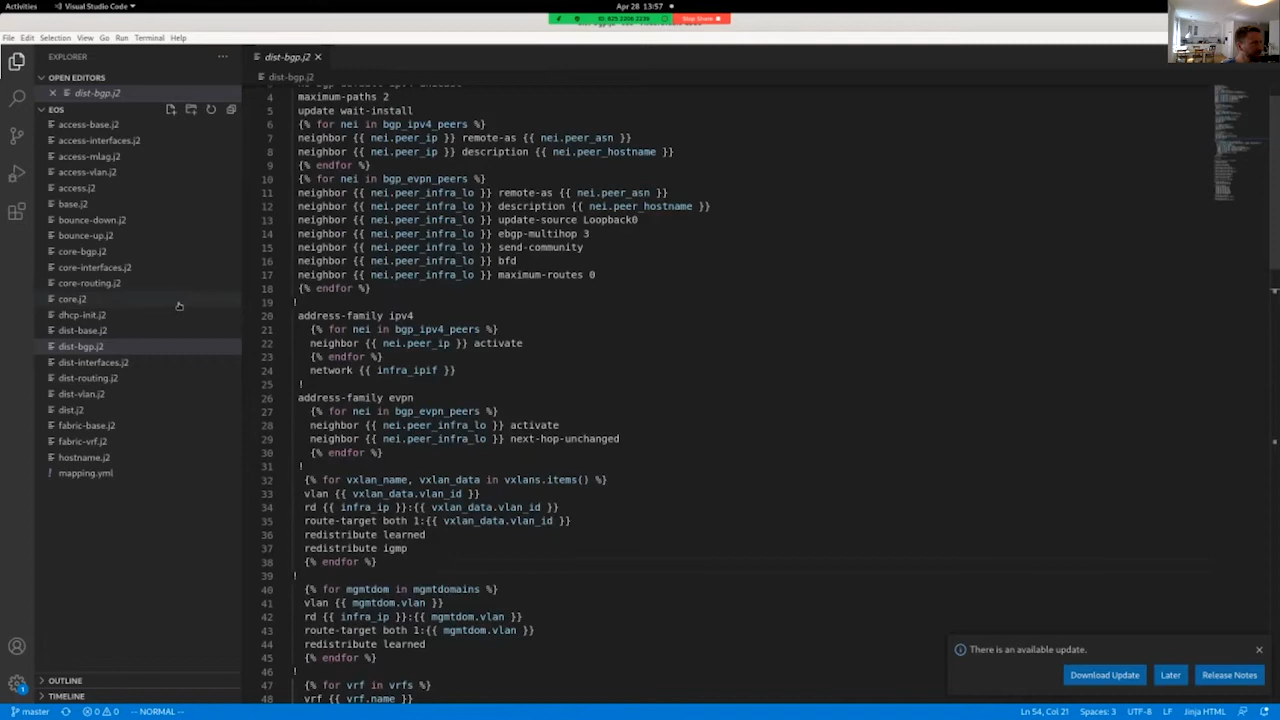 Activities Visual Studio Code Apr 28 13:57
ID: 625 2206 2239 Stop Share
File Edit Selection View Go Run Terminal Help
EXPLORER ···
OPEN EDITORS
dist-bgp.j2
EOS
access-base.j2
access-interfaces.j2
access-mlag.j2
access-vlan.j2
access.j2
base.j2
bounce-down.j2
bounce-up.j2
core-bgp.j2
core-interfaces.j2
core-routing.j2
core.j2
dhcp-init.j2
dist-base.j2
dist-bgp.j2
dist-interfaces.j2
dist-routing.j2
dist-vlan.j2
dist.j2
fabric-base.j2
fabric-vrf.j2
hostname.j2
! mapping.yml
OUTLINE
TIMELINE
dist-bgp.j2
dist-bgp.j2
4 maximum-paths 2
5 update wait-install
6 {% for nei in bgp_ipv4_peers %}
7 neighbor {{ nei.peer_ip }} remote-as {{ nei.peer_asn }}
8 neighbor {{ nei.peer_ip }} description {{ nei.peer_hostname }}
9 {% endfor %}
10 {% for nei in bgp_evpn_peers %}
11 neighbor {{ nei.peer_infra_lo }} remote-as {{ nei.peer_asn }}
12 neighbor {{ nei.peer_infra_lo }} description {{ nei.peer_hostname }}
13 neighbor {{ nei.peer_infra_lo }} update-source Loopback0
14 neighbor {{ nei.peer_infra_lo }} ebgp-multihop 3
15 neighbor {{ nei.peer_infra_lo }} send-community
16 neighbor {{ nei.peer_infra_lo }} bfd
17 neighbor {{ nei.peer_infra_lo }} maximum-routes 0
18 {% endfor %}
19 !
20 address-family ipv4
21 {% for nei in bgp_ipv4_peers %}
22 neighbor {{ nei.peer_ip }} activate
23 {% endfor %}
24 network {{ infra_ipif }}
25 !
26 address-family evpn
27 {% for nei in bgp_evpn_peers %}
28 neighbor {{ nei.peer_infra_lo }} activate
29 neighbor {{ nei.peer_infra_lo }} next-hop-unchanged
30 {% endfor %}
31 !
32 {% for vxlan_name, vxlan_data in vxlans.items() %}
33 vlan {{ vxlan_data.vlan_id }}
34 rd {{ infra_ip }}:{{ vxlan_data.vlan_id }}
35 route-target both 1:{{ vxlan_data.vlan_id }}
36 redistribute learned
37 redistribute igmp
38 {% endfor %}
39 !
40 {% for mgmtdom in mgmtdomains %}
41 vlan {{ mgmtdom.vlan }}
42 rd {{ infra_ip }}:{{ mgmtdom.vlan }}
43 route-target both 1:{{ mgmtdom.vlan }}
44 redistribute learned
45 {% endfor %}
46 !
47 {% for vrf in vrfs %}
48 vrf {{ vrf.name }}
There is an available update.
Download Update Later Release Notes
master 0 0 -- NORMAL -- Ln 54, Col 21 Spaces: 3 UTF-8 LF Jinja HTML